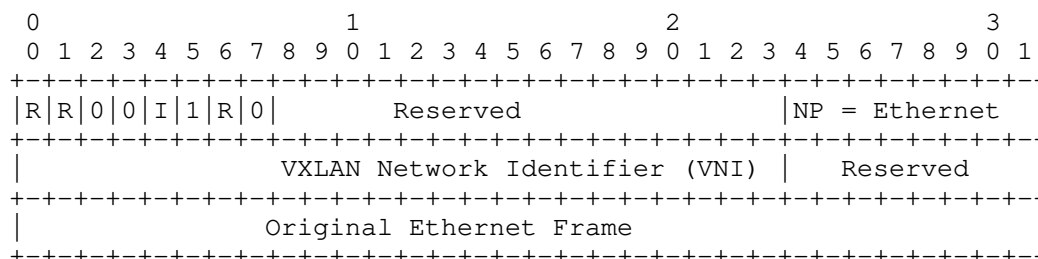 0                   1                   2                   3
 0 1 2 3 4 5 6 7 8 9 0 1 2 3 4 5 6 7 8 9 0 1 2 3 4 5 6 7 8 9 0 1
+-+-+-+-+-+-+-+-+-+-+-+-+-+-+-+-+-+-+-+-+-+-+-+-+-+-+-+-+-+-+-+-
|R|R|0|0|I|1|R|0|       Reserved                |NP = Ethernet
+-+-+-+-+-+-+-+-+-+-+-+-+-+-+-+-+-+-+-+-+-+-+-+-+-+-+-+-+-+-+-+-
|                VXLAN Network Identifier (VNI) |   Reserved
+-+-+-+-+-+-+-+-+-+-+-+-+-+-+-+-+-+-+-+-+-+-+-+-+-+-+-+-+-+-+-+-
|               Original Ethernet Frame
+-+-+-+-+-+-+-+-+-+-+-+-+-+-+-+-+-+-+-+-+-+-+-+-+-+-+-+-+-+-+-+-